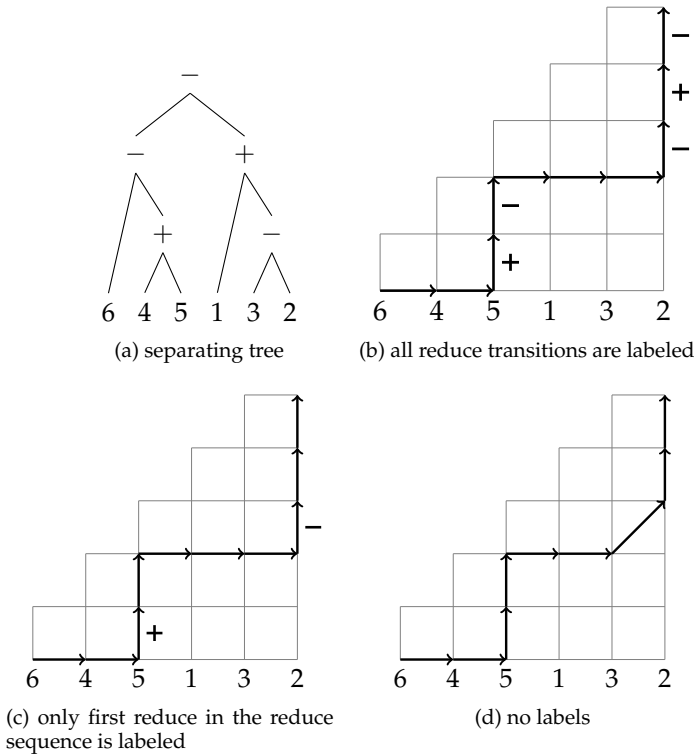 −
− +
+ −
6 4 5 1 3 2
(a) separating tree
−
+
−
−
+
6 4 5 1 3 2
(b) all reduce transitions are labeled
−
+
6 4 5 1 3 2
(c) only first reduce in the reduce
sequence is labeled
6 4 5 1 3 2
(d) no labels